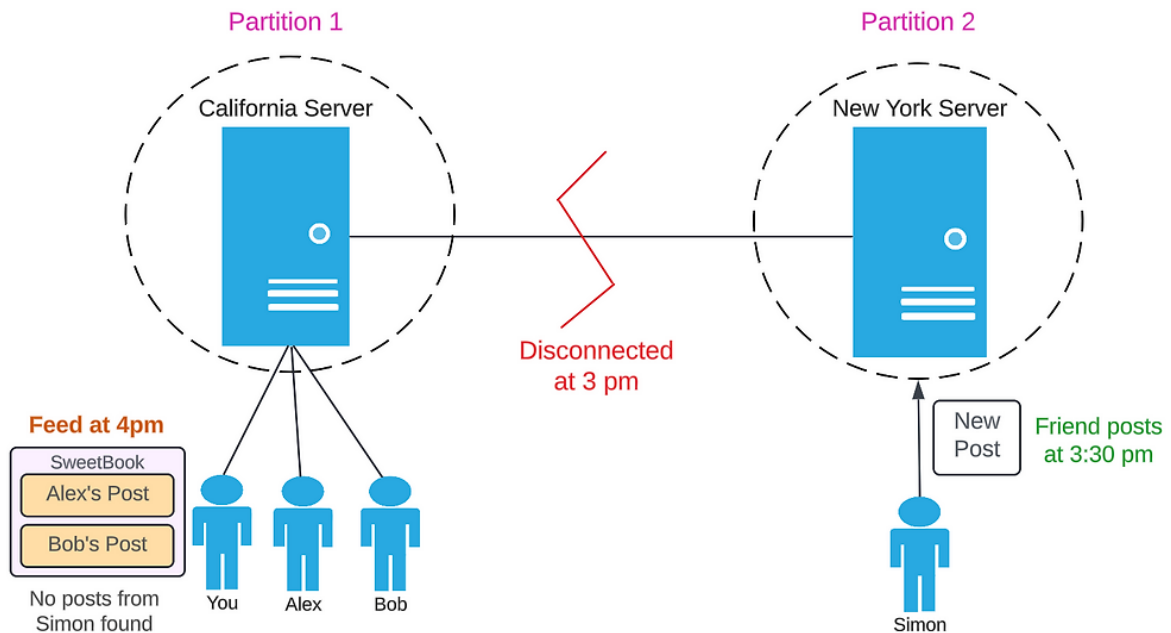 Partition 1
Partition 2
California Server
New York Server
Disconnected
at 3 pm
Feed at 4pm
SweetBook
Alex's Post
Bob's Post
No posts from
Simon found
You
Alex
Bob
New
Post
Friend posts
at 3:30 pm
Simon